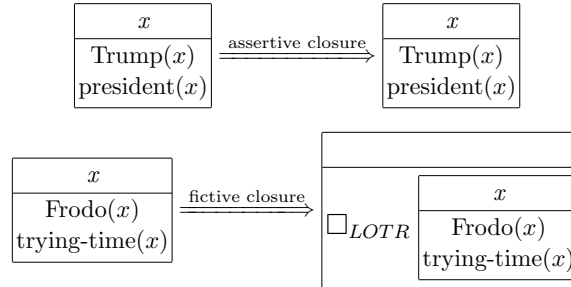 x
Trump(x)
president(x)
assertive closure
x
Trump(x)
president(x)
x
Frodo(x)
trying-time(x)
fictive closure
□LOTR
x
Frodo(x)
trying-time(x)